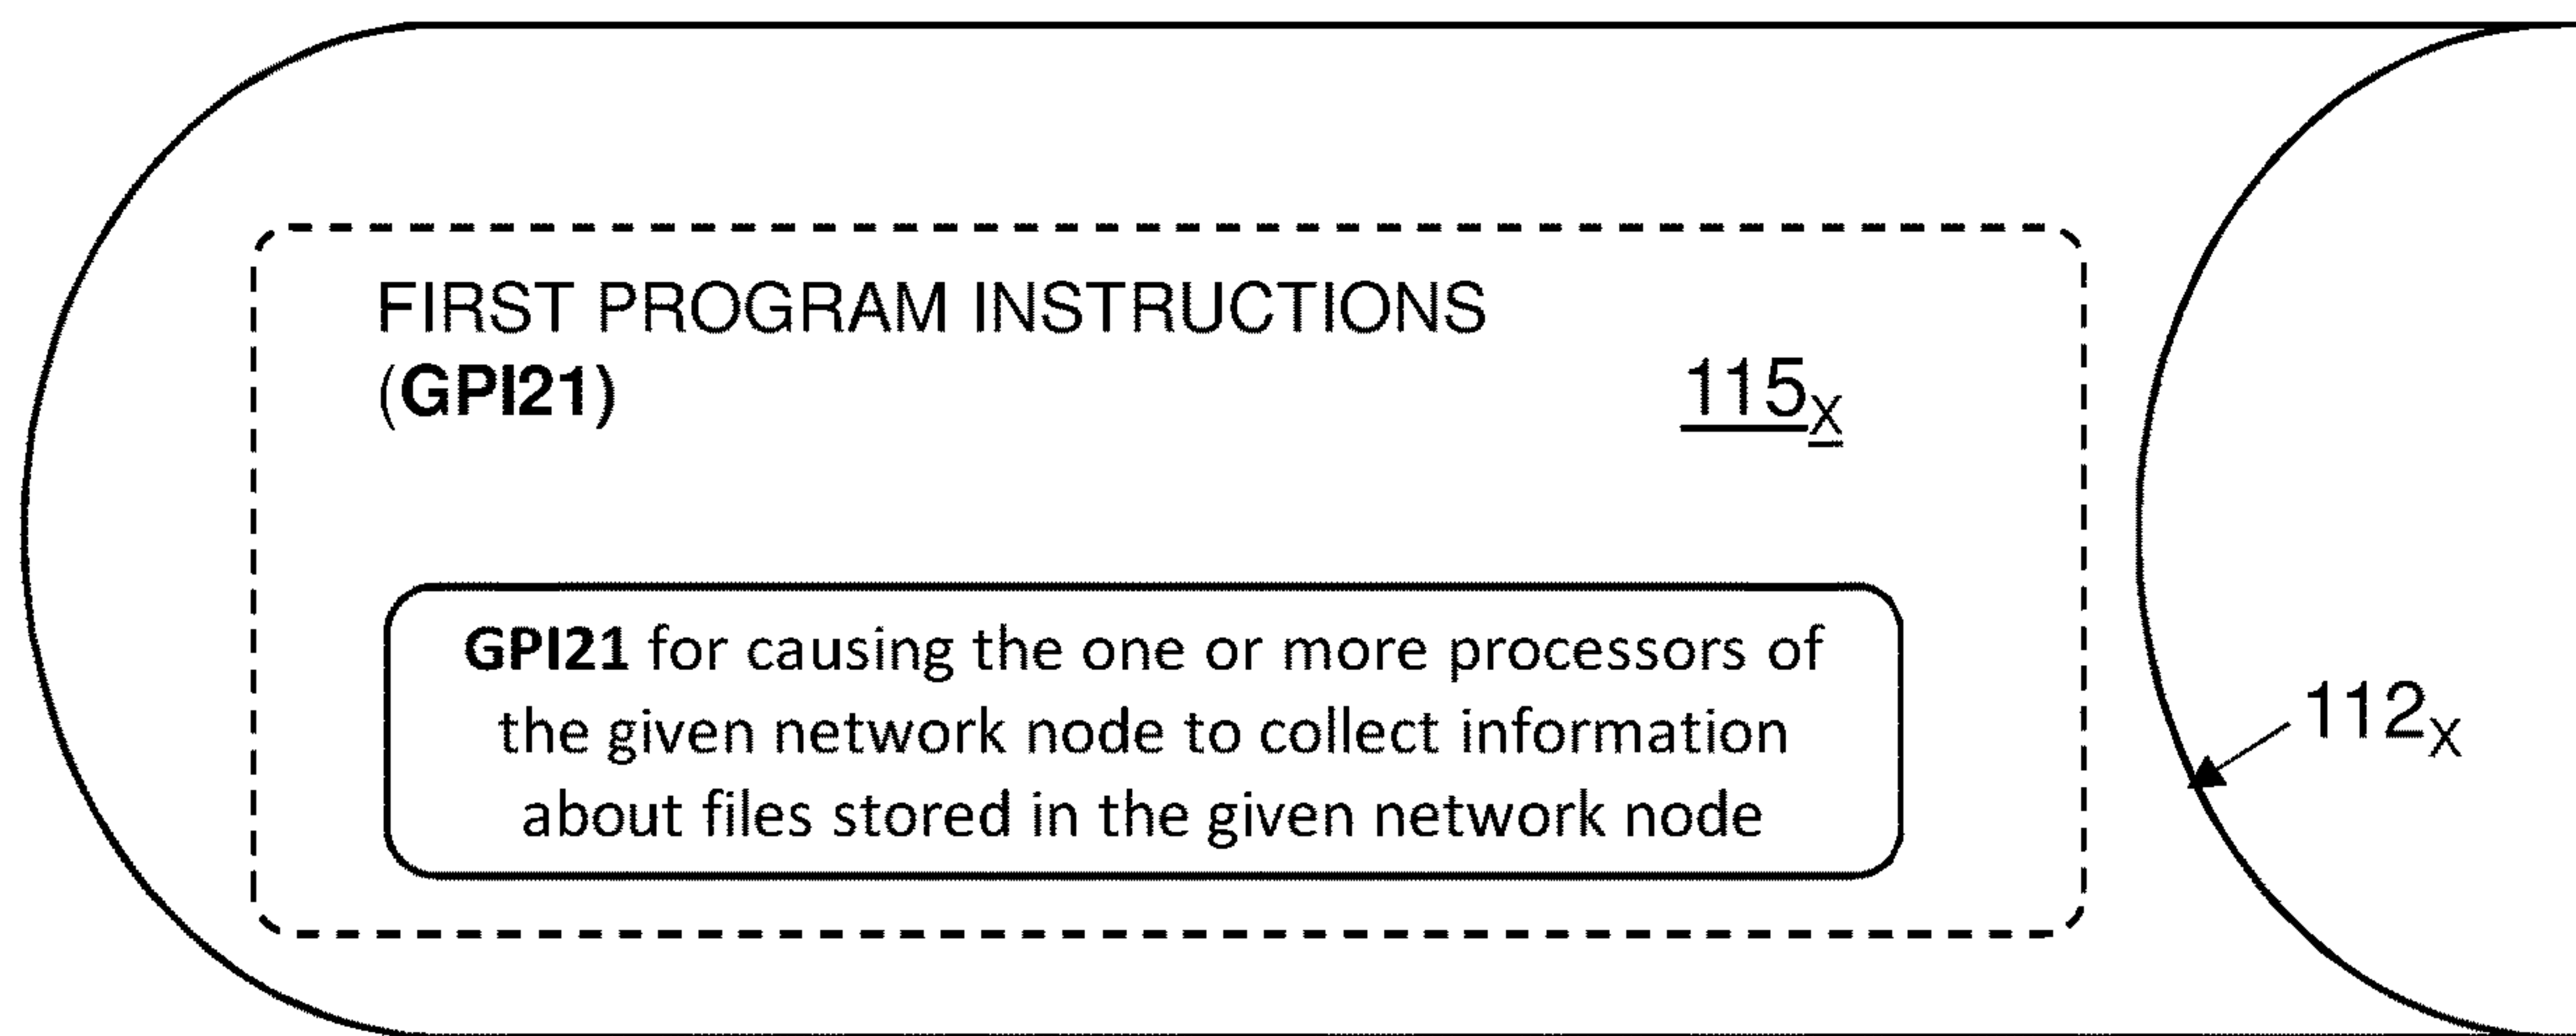 FIRST PROGRAM INSTRUCTIONS
(GPI21)
115X
GPI21 for causing the one or more processors of
the given network node to collect information
about files stored in the given network node
112X